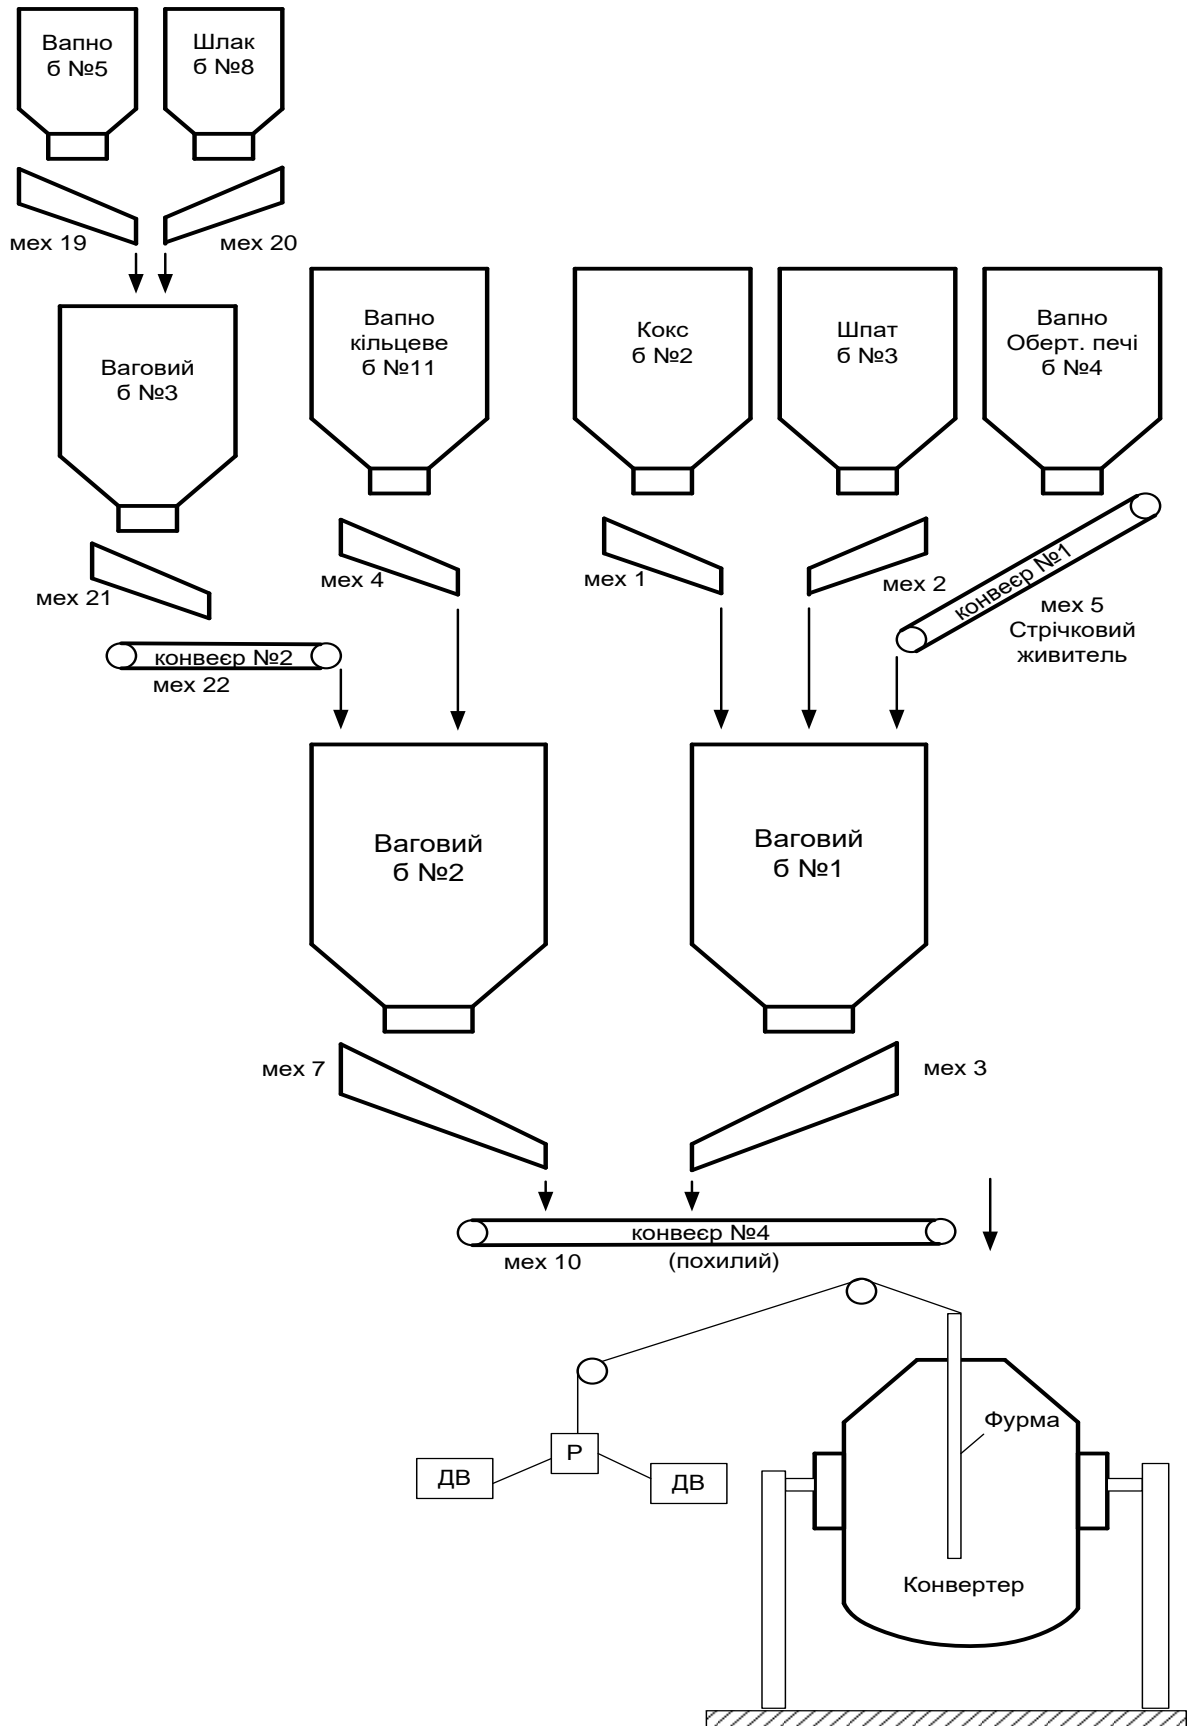 Вапно
б №5
Шлак
б №8
мех 19
мех 20
Ваговий
б №3
Вапно
кільцеве
б №11
Кокс
б №2
Шпат
б №3
Вапно
Оберт. печі
б №4
мех 21
мех 4
мех 1
мех 2
конвеєр №1
мех 5
Стрічковий
живитель
конвеєр №2
мех 22
Ваговий
б №2
Ваговий
б №1
мех 7
мех 3
конвеєр №4
мех 10
(похилий)
Фурма
Р
ДВ
ДВ
Конвертер